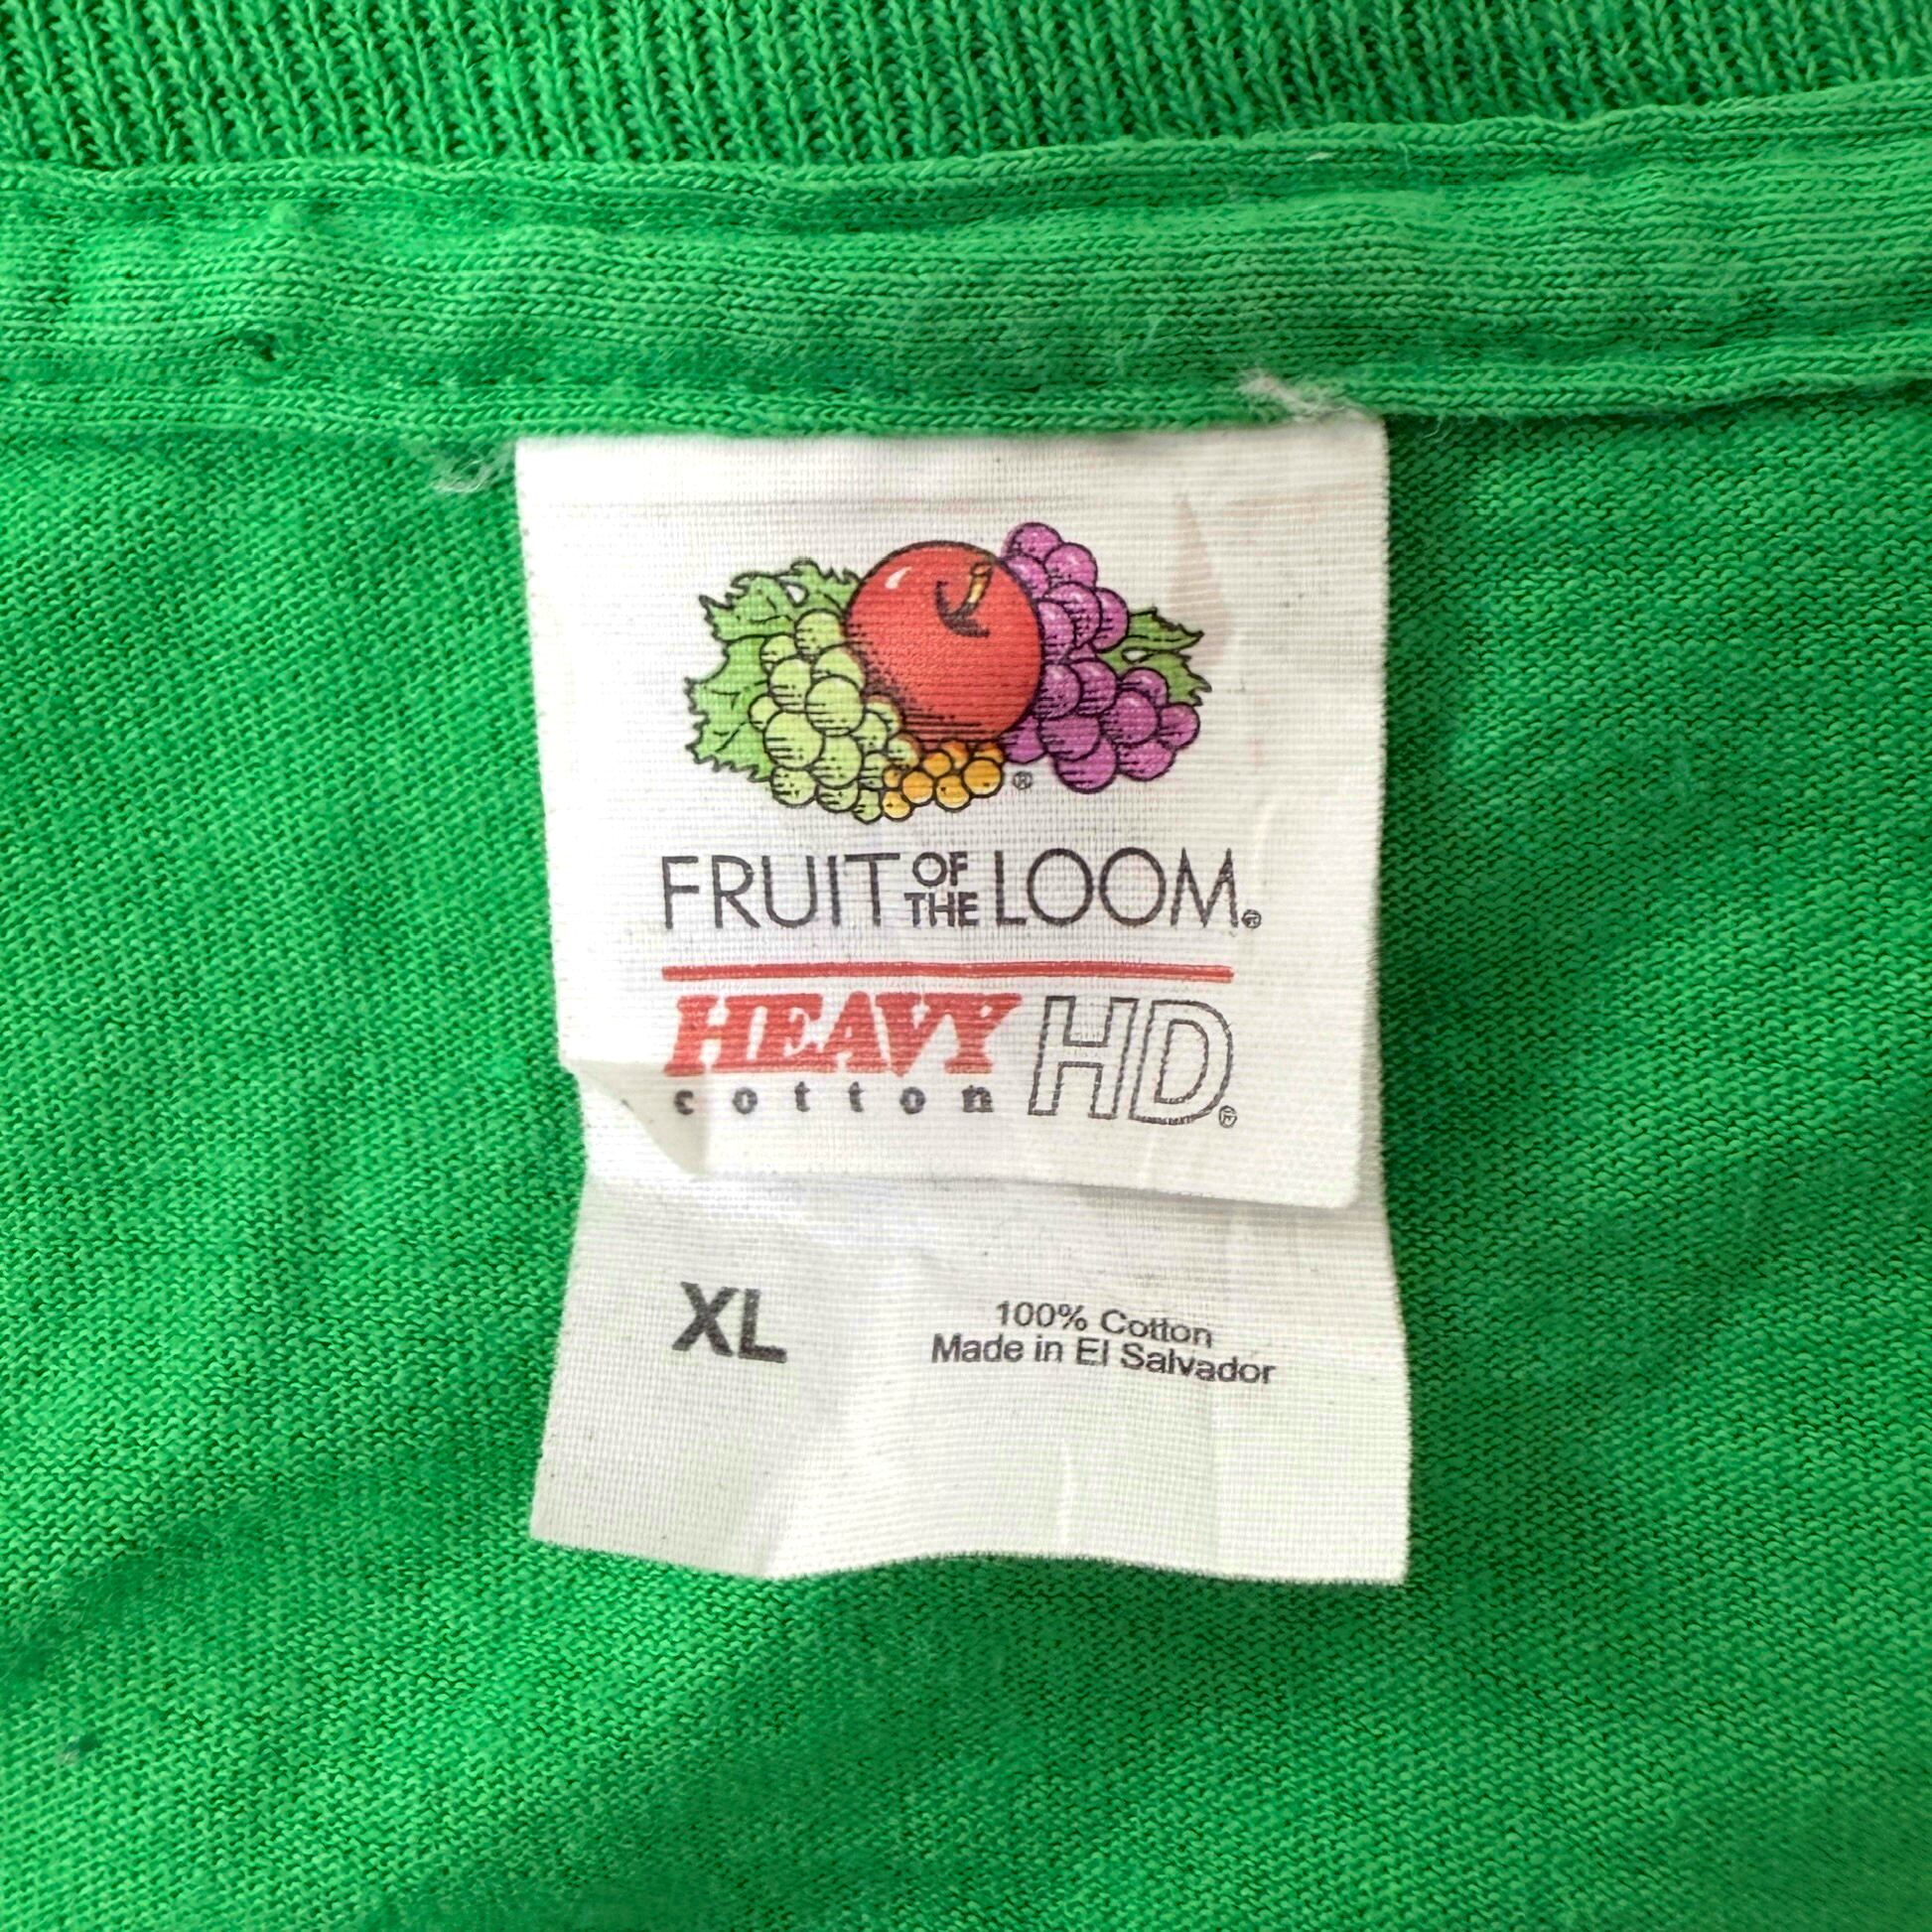 ®
FRUIT OF THE LOOM®
HEAVY HD®
cotton
XL
100% Cotton
Made in El Salvador